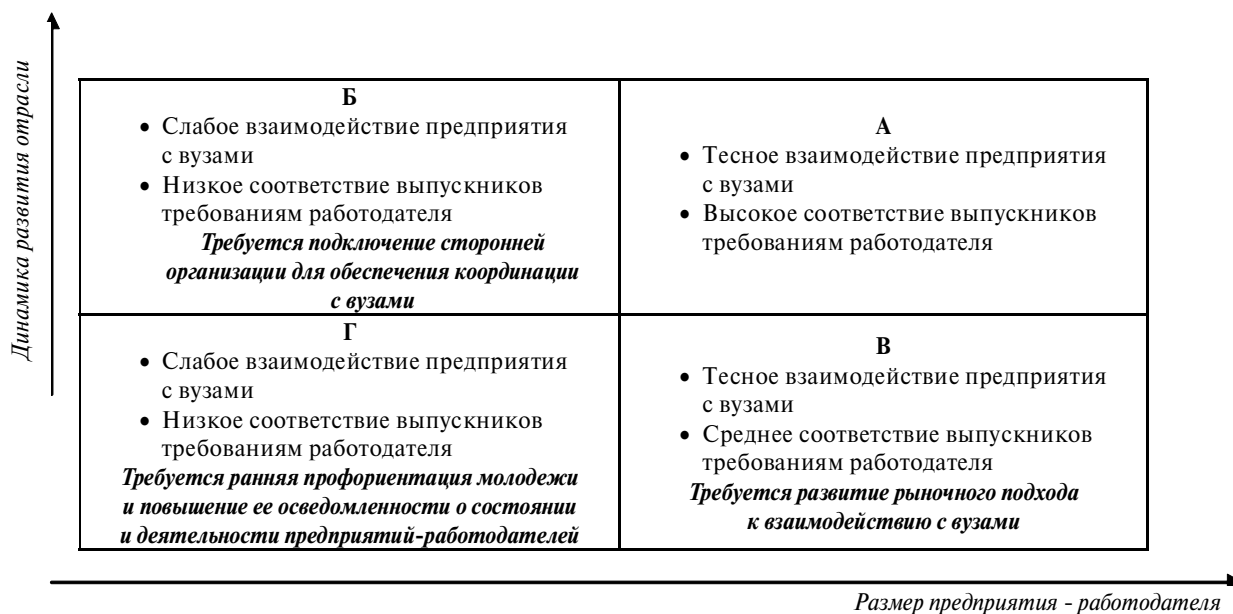 Динамика развития отрасли
Б
• Слабое взаимодействие предприятия
с вузами
• Низкое соответствие выпускников
требованиям работодателя
Требуется подключение сторонней
организации для обеспечения координации
с вузами
А
• Тесное взаимодействие предприятия
с вузами
• Высокое соответствие выпускников
требованиям работодателя
Г
• Слабое взаимодействие предприятия
с вузами
• Низкое соответствие выпускников
требованиям работодателя
Требуется ранняя профориентация молодежи
и повышение ее осведомленности о состоянии
и деятельности предприятий-работодателей
В
• Тесное взаимодействие предприятия
с вузами
• Среднее соответствие выпускников
требованиям работодателя
Требуется развитие рыночного подхода
к взаимодействию с вузами
Размер предприятия - работодателя